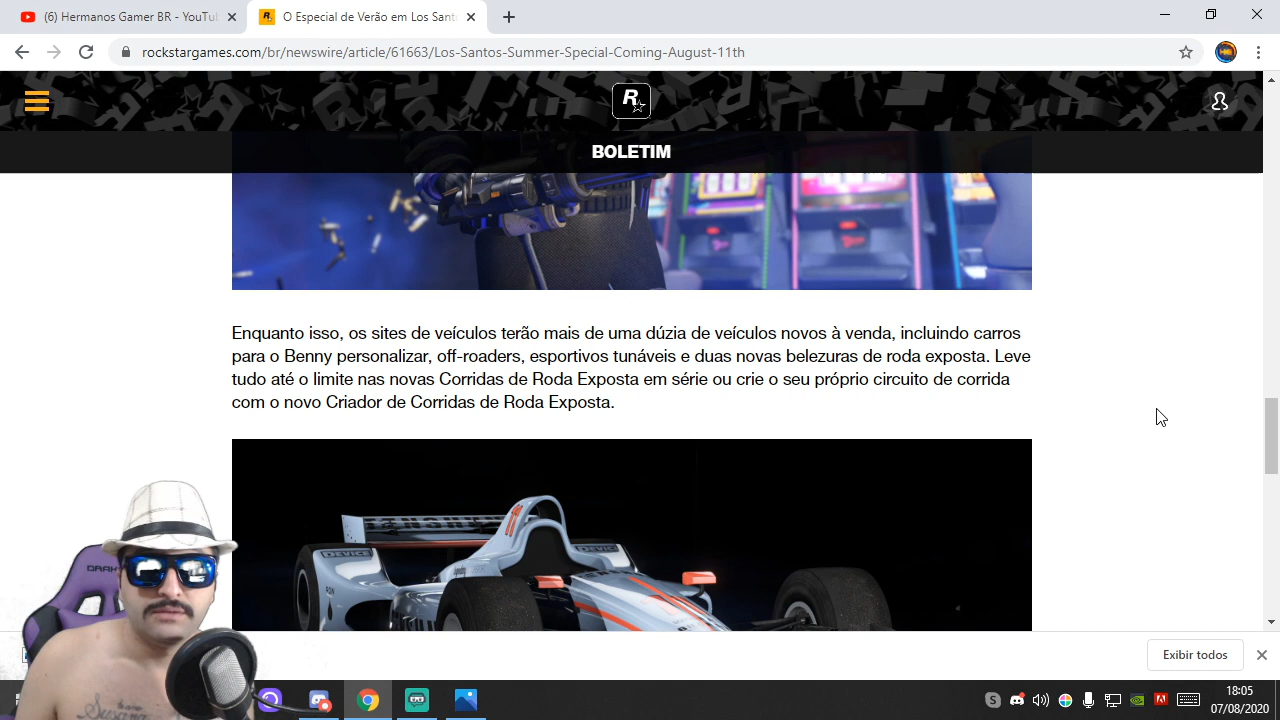 (6) Hermanos Gamer BR - YouTu
O Especial de Verão em Los Sant
rockstargames.com/br/newswire/article/61663/Los-Santos-Summer-Special-Coming-August-11th
R
BOLETIM
Enquanto isso, os sites de veículos terão mais de uma dúzia de veículos novos à venda, incluindo carros
para o Benny personalizar, off-roaders, esportivos tunáveis e duas novas belezuras de roda exposta. Leve
tudo até o limite nas novas Corridas de Roda Exposta em série ou crie o seu próprio circuito de corrida
com o novo Criador de Corridas de Roda Exposta.
DEVICE
DEVICE
Exibir todos
18:05
07/08/2020